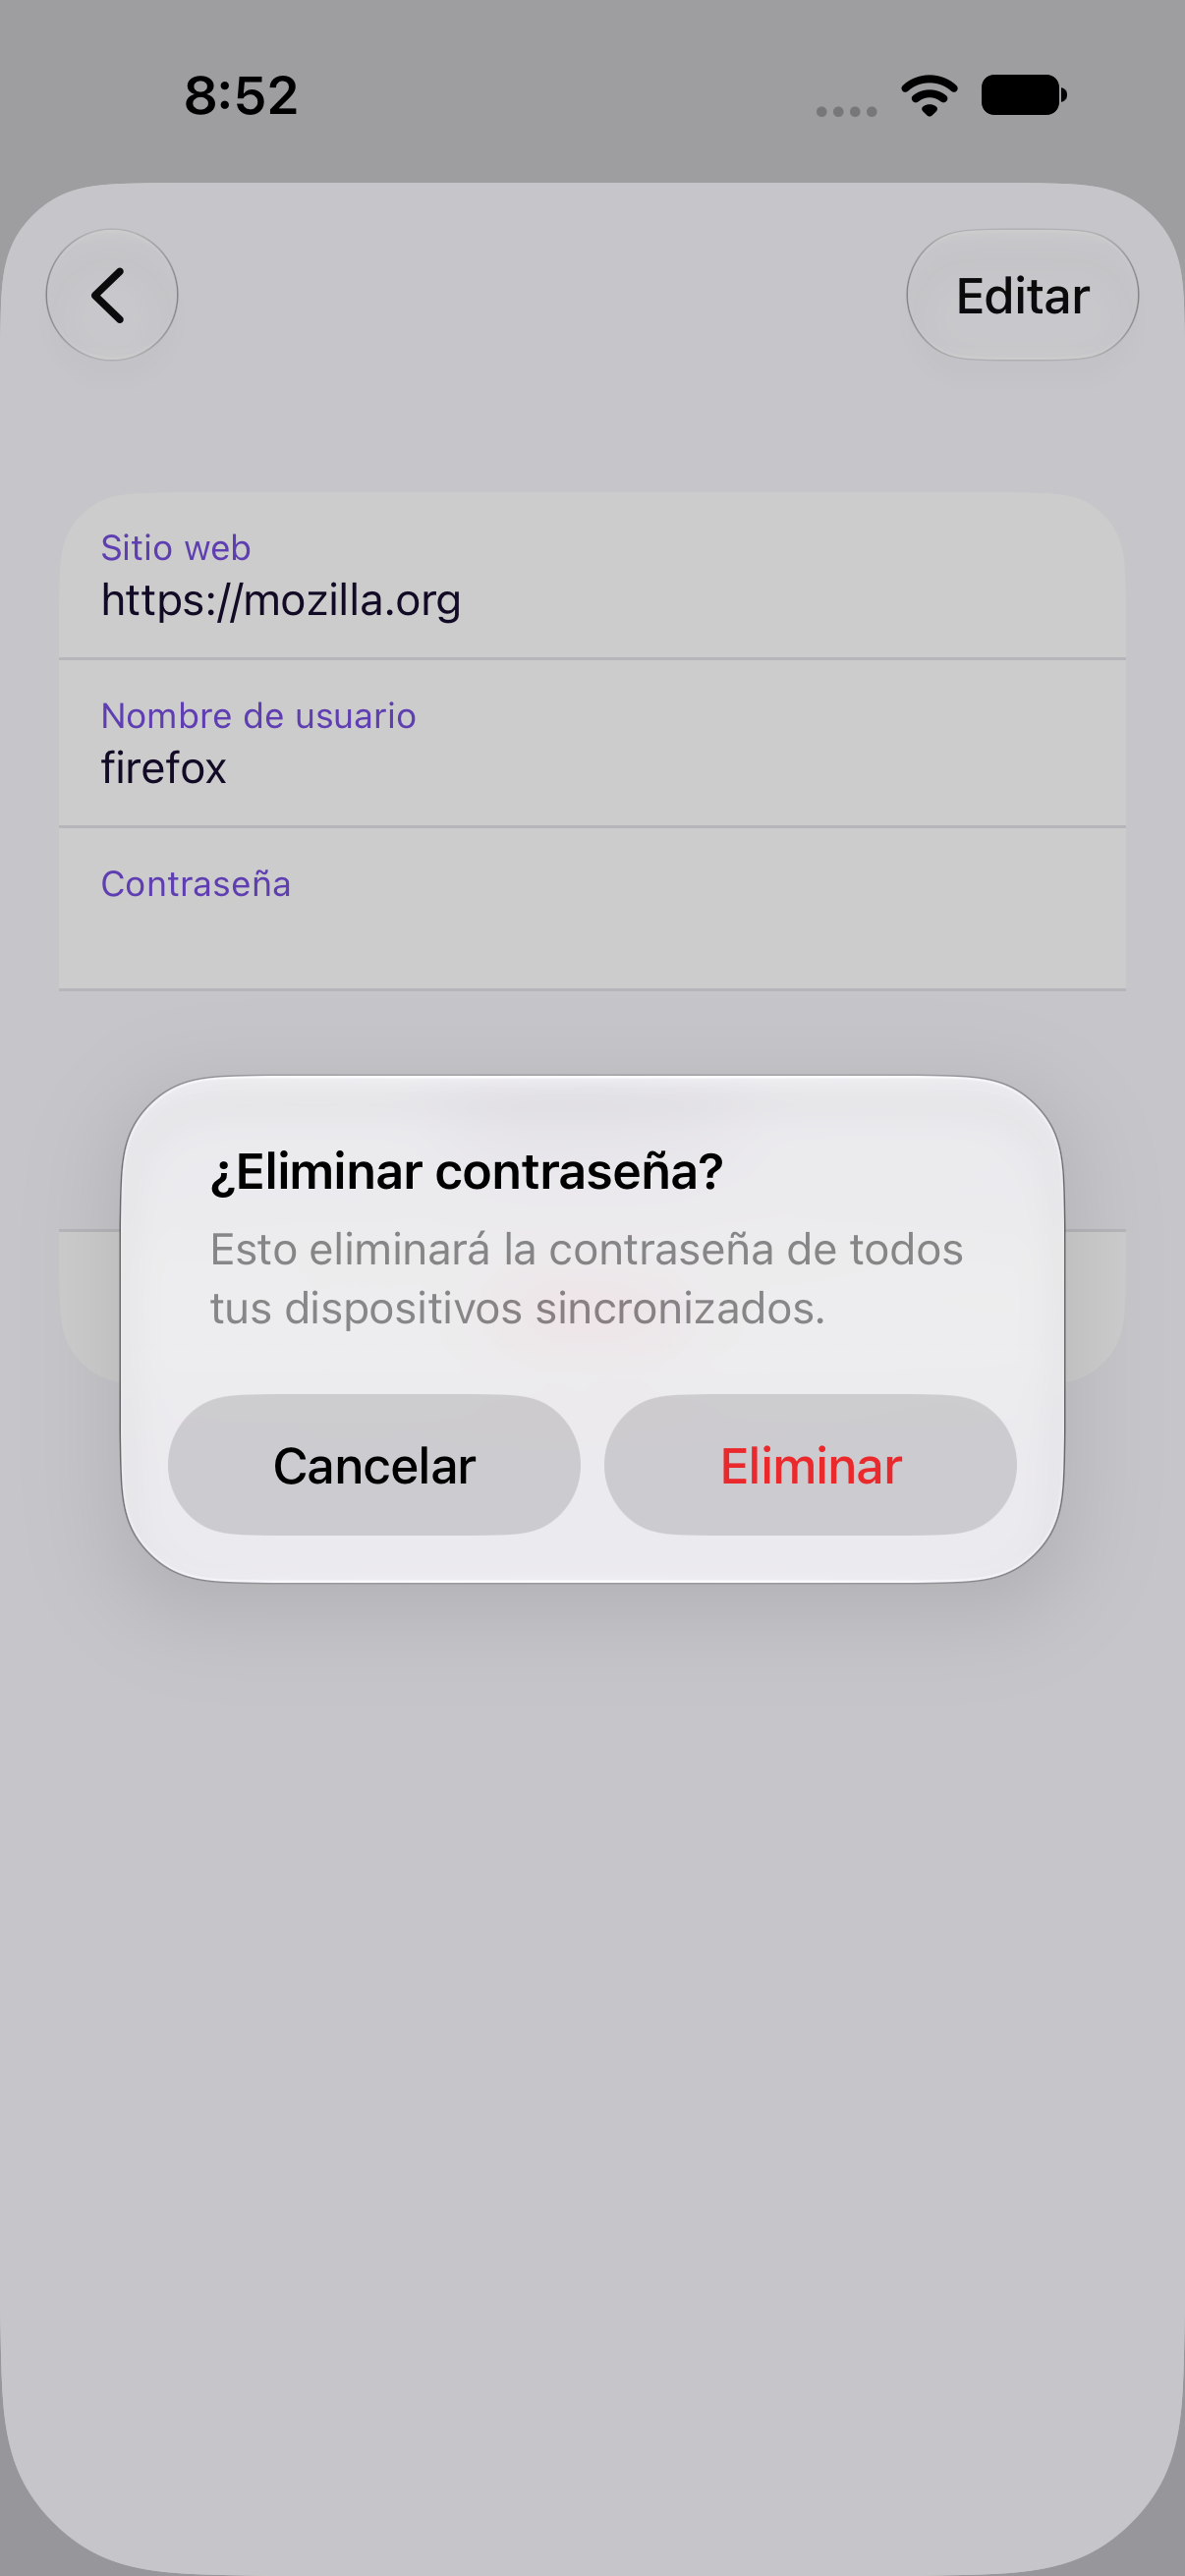 8:52
Editar
Sitio web
https://mozilla.org
Nombre de usuario
firefox
Contraseña
¿Eliminar contraseña?
Esto eliminará la contraseña de todos
tus dispositivos sincronizados.
Cancelar
Eliminar